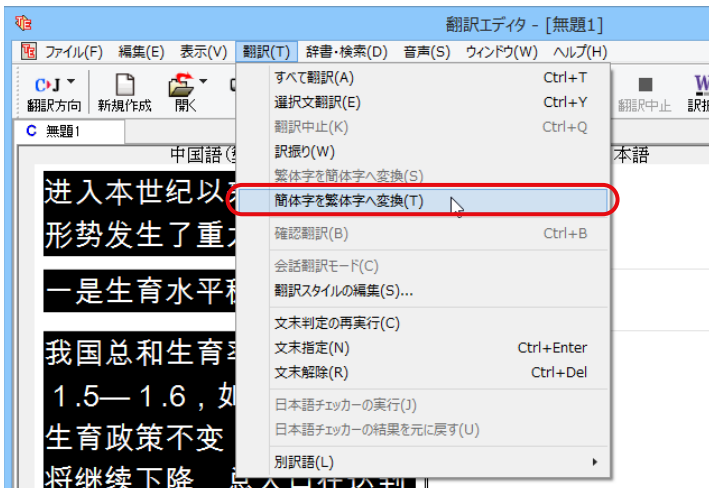 翻訳エディタ - [無題1]
ファイル(F) 編集(E) 表示(V) 翻訳(T) 辞書・検索(D) 音声(S) ウィンドウ(W) ヘルプ(H)
C J
翻訳方向 新規作成 開く 翻訳中止
C 無題1
中国語 本語
すべて翻訳(A) Ctrl+T
選択文翻訳(E) Ctrl+Y
翻訳中止(K) Ctrl+Q
訳振り(W)
繁体字を簡体字へ変換(S)
簡体字を繁体字へ変換(T)
確認翻訳(B) Ctrl+B
会話翻訳モード(C)
翻訳スタイルの編集(S)...
文末判定の再実行(C)
文末指定(N) Ctrl+Enter
文末解除(R) Ctrl+Del
日本語チェッカーの実行(J)
日本語チェッカーの結果を元に戻す(U)
別訳語(L)
进入本世纪以
形势发生了重
一是生育水平
我国总和生育
1.5— 1.6，如
生育政策不变
将继续下降